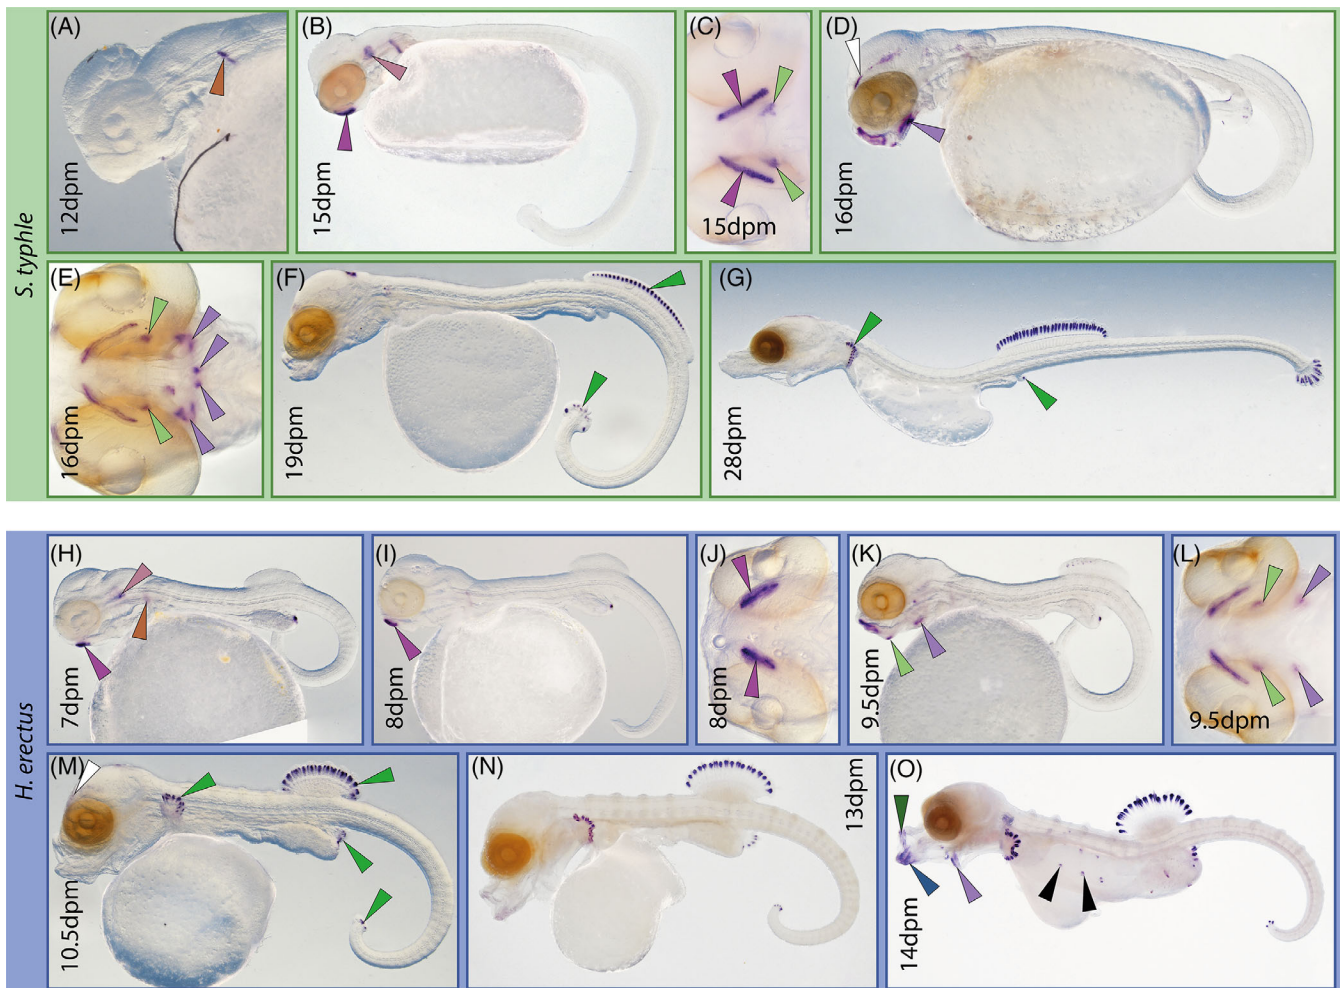 S. typhle
(A)
12dpm
(B)
15dpm
(C)
15dpm
(D)
16dpm
(E)
16dpm
(F)
19dpm
(G)
28dpm
H. erectus
(H)
7dpm
(I)
8dpm
(J)
8dpm
(K)
9.5dpm
(L)
9.5dpm
(M)
10.5dpm
(N)
13dpm
(O)
14dpm